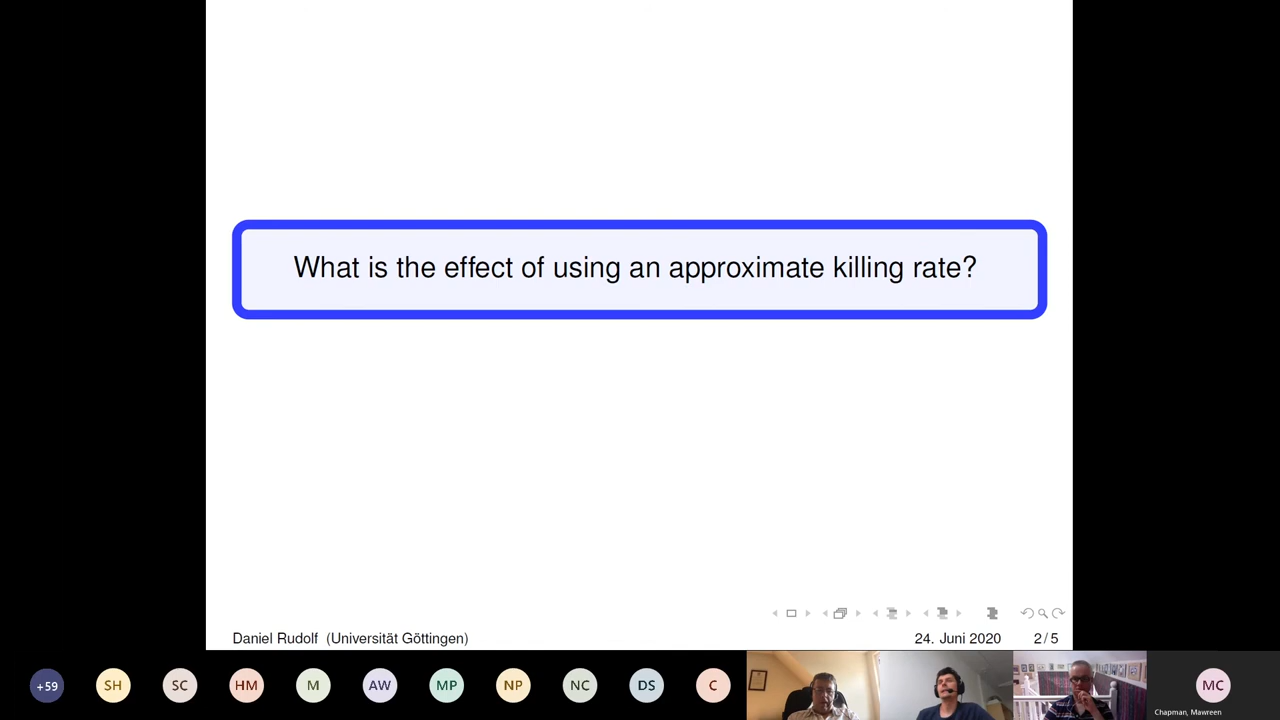 What is the effect of using an approximate killing rate?
Daniel Rudolf (Universität Göttingen)
24. Juni 2020
2 / 5
+59
SH
SC
HM
M
AW
MP
NP
NC
DS
C
MC
Chapman, Mawreen